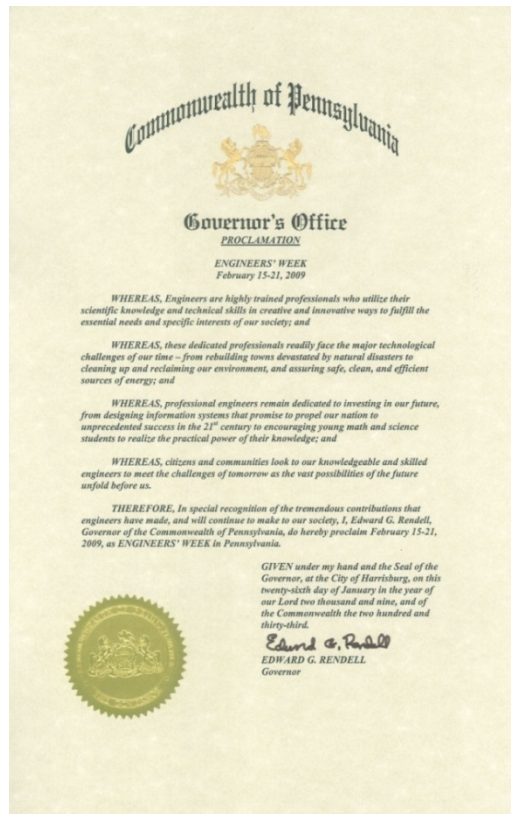 Commonwealth of Pennsylvania
Governor's Office
PROCLAMATION
ENGINEERS' WEEK
February 15-21, 2009
WHEREAS, Engineers are highly trained professionals who utilize their
scientific knowledge and technical skills in creative and innovative ways to fulfill the
essential needs and specific interests of our society; and
WHEREAS, these dedicated professionals readily face the major technological
challenges of our time – from rebuilding towns devastated by natural disasters to
cleaning up and reclaiming our environment, and assuring safe, clean, and efficient
sources of energy; and
WHEREAS, professional engineers remain dedicated to investing in our future,
from designing information systems that promise to propel our nation to
unprecedented success in the 21st century to encouraging young math and science
students to realize the practical power of their knowledge; and
WHEREAS, citizens and communities look to our knowledgeable and skilled
engineers to meet the challenges of tomorrow as the vast possibilities of the future
unfold before us.
THEREFORE, In special recognition of the tremendous contributions that
engineers have made, and will continue to make to our society, I, Edward G. Rendell,
Governor of the Commonwealth of Pennsylvania, do hereby proclaim February 15-21,
2009, as ENGINEERS' WEEK in Pennsylvania.
GIVEN under my hand and the Seal of the
Governor, at the City of Harrisburg, on this
twenty-sixth day of January in the year of
our Lord two thousand and nine, and of
the Commonwealth the two hundred and
thirty-third.
Edward G. Rendell
EDWARD G. RENDELL
Governor